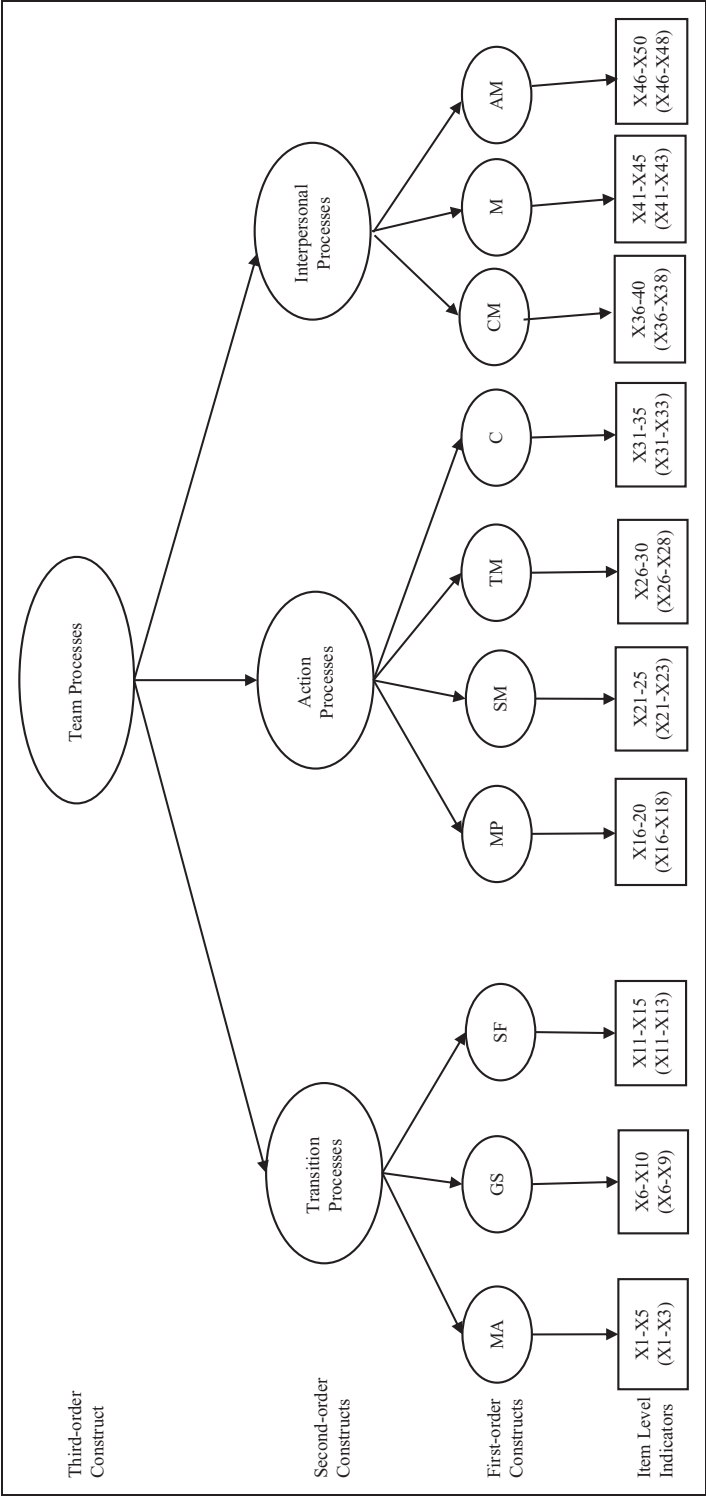 Third-order
Construct
Team Processes
Second-order
Constructs
Transition
Processes
Action
Processes
Interpersonal
Processes
First-order
Constructs
MA
GS
SF
MP
SM
TM
C
CM
M
AM
Item Level
Indicators
X1-X5
(X1-X3)
X6-X10
(X6-X9)
X11-X15
(X11-X13)
X16-20
(X16-X18)
X21-25
(X21-X23)
X26-30
(X26-X28)
X31-35
(X31-X33)
X36-40
(X36-X38)
X41-X45
(X41-X43)
X46-X50
(X46-X48)